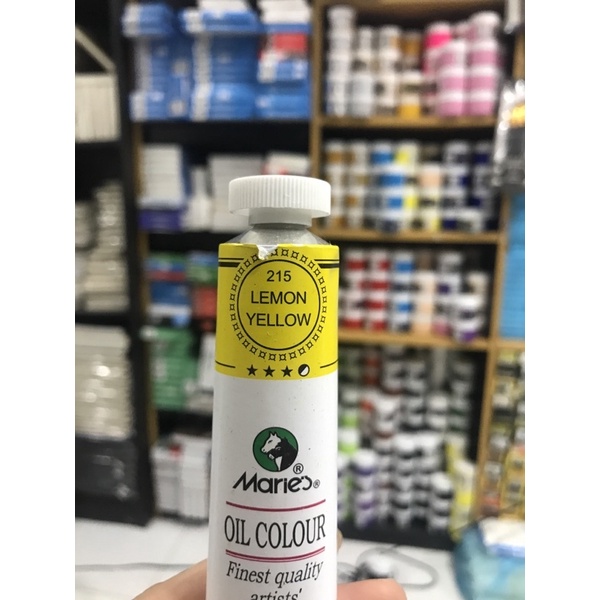 215
LEMON
YELLOW
★★★
Marie's®
®
OIL COLOUR
Finest quality
artists'